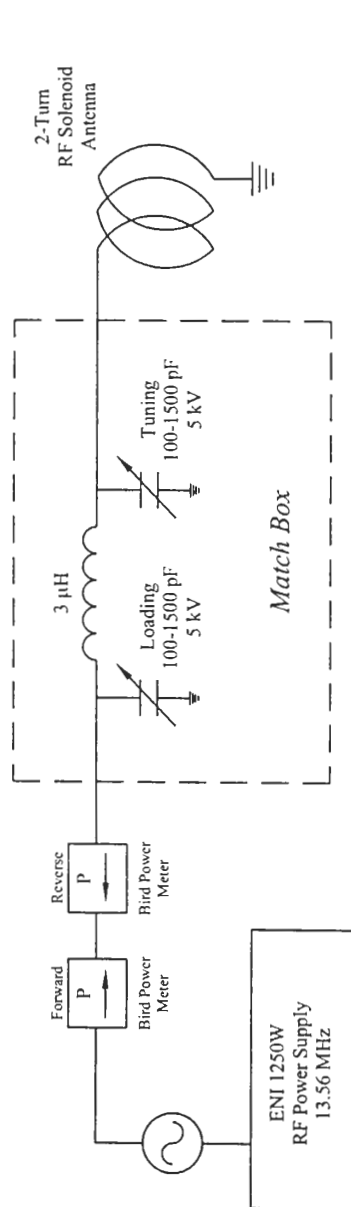 ENI 1250W
RF Power Supply
13.56 MHz
Forward
P
Bird Power
Meter
Reverse
P
Bird Power
Meter
3 μH
Loading
100-1500 pF
5 kV
Tuning
100-1500 pF
5 kV
Match Box
2-Turn
RF Solenoid
Antenna